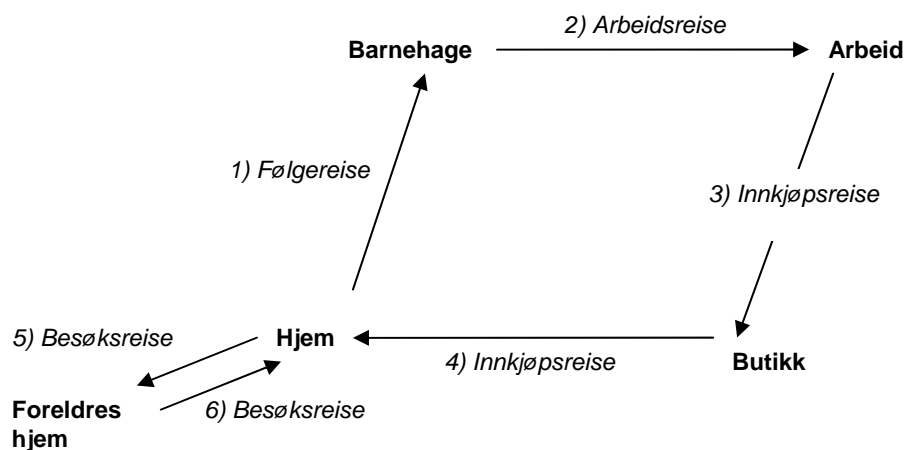 2) Arbeidsreise
Barnehage
Arbeid
1) Følgereise
3) Innkjøpsreise
5) Besøksreise
Hjem
4) Innkjøpsreise
Butikk
6) Besøksreise
Foreldres
hjem